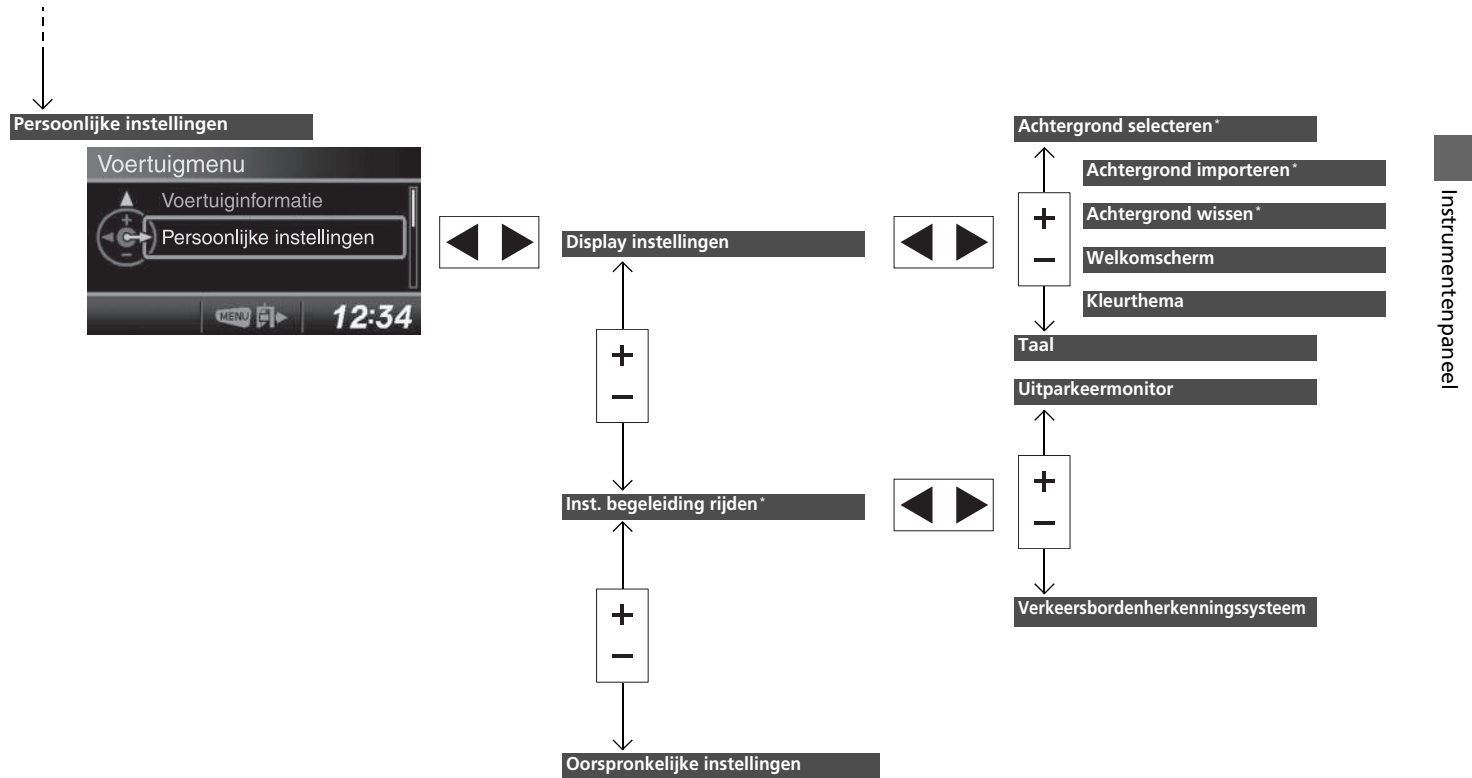 Persoonlijke instellingen
Voertuigmenu
Voertuiginformatie
Persoonlijke instellingen
MENU
12:34
Display instellingen
Inst. begeleiding rijden*
Oorspronkelijke instellingen
Achtergrond selecteren*
Achtergrond importeren*
Achtergrond wissen*
Welkomscherm
Kleurthema
Taal
Uitparkeermonitor
Verkeersbordenherkenningssysteem
Instrumentenpaneel